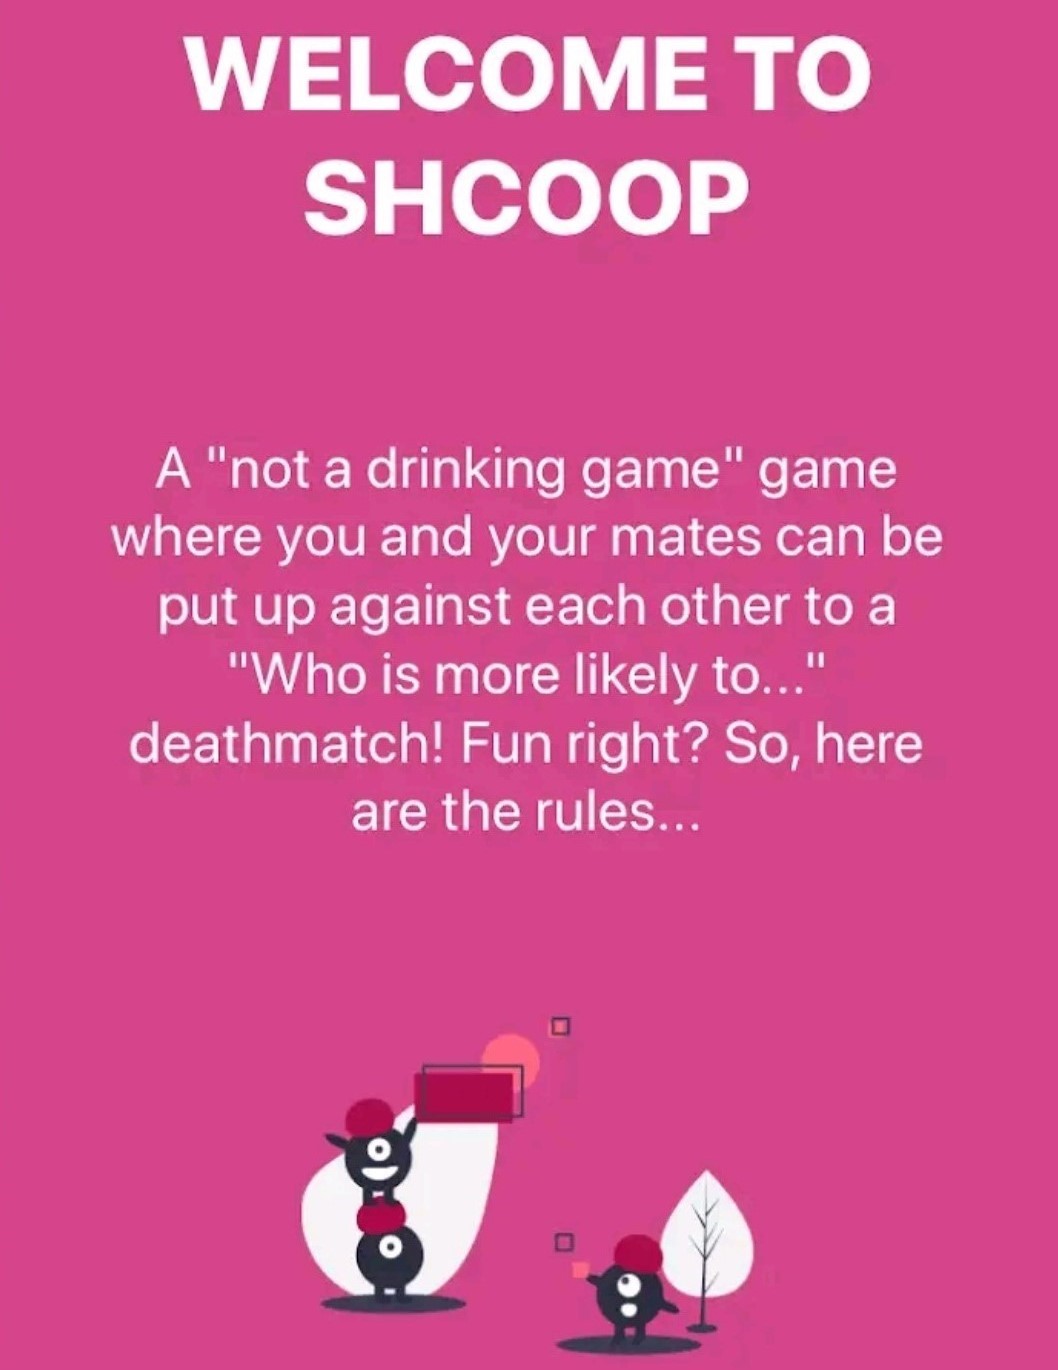 WELCOME TO
SHCOOP
A "not a drinking game" game
where you and your mates can be
put up against each other to a
"Who is more likely to..."
deathmatch! Fun right? So, here
are the rules...